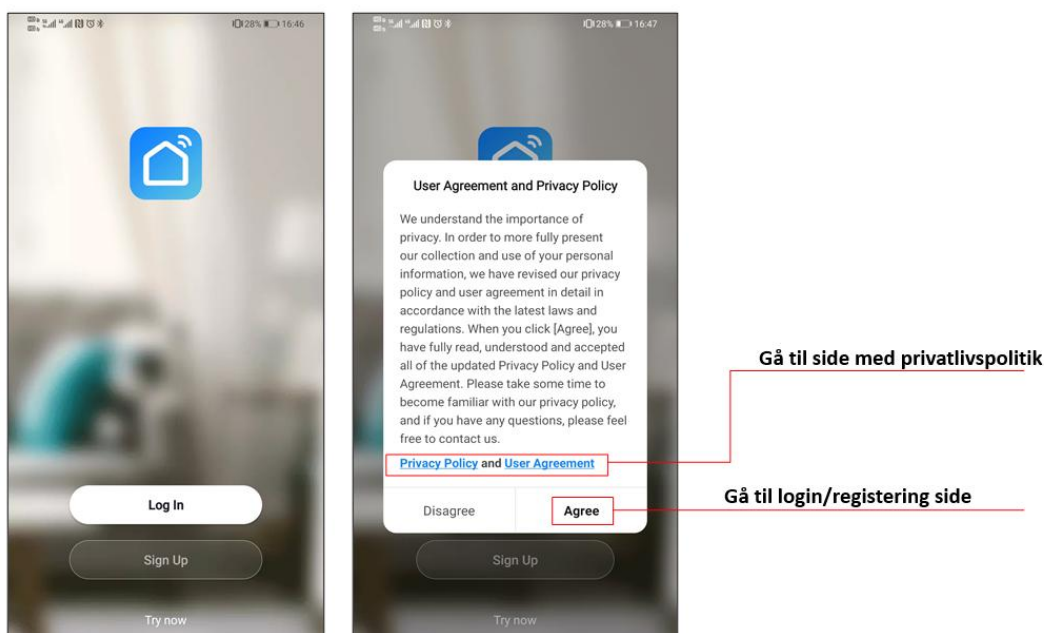 28% 16:46
Log In
Sign Up
Try now
28% 16:47
User Agreement and Privacy Policy
We understand the importance of
privacy. In order to more fully present
our collection and use of your personal
information, we have revised our privacy
policy and user agreement in detail in
accordance with the latest laws and
regulations. When you click [Agree], you
have fully read, understood and accepted
all of the updated Privacy Policy and User
Agreement. Please take some time to
become familiar with our privacy policy,
and if you have any questions, please feel
free to contact us.
Privacy Policy and User Agreement
Disagree
Agree
Sign Up
Try now
Gå til side med privatlivspolitik
Gå til login/registering side